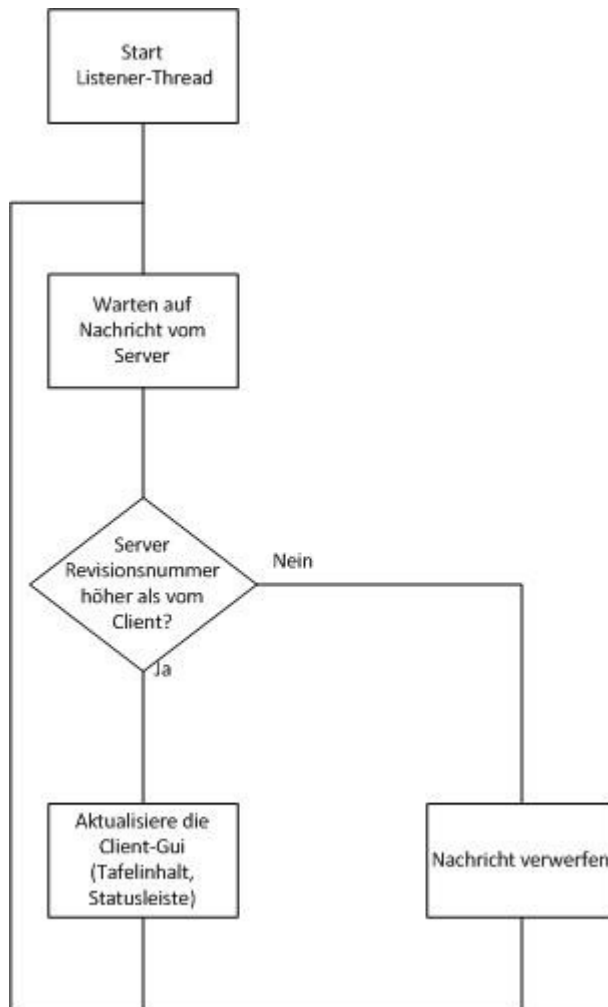 Start
Listener-Thread
Warten auf
Nachricht vom
Server
Server
Revisionsnummer
höher als vom
Client?
Nein
Ja
Aktualisiere die
Client-Gui
(Tafelinhalt,
Statusleiste)
Nachricht verwerfen